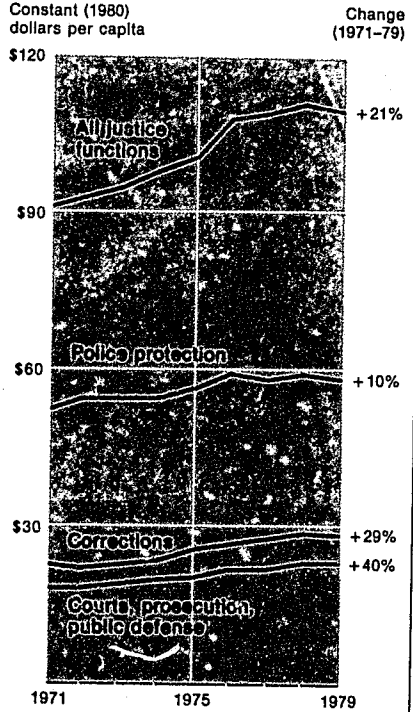 Constant (1980)
dollars per capita
Change
(1971–79)
$120
All justice
functions
+21%
$90
$60
Police protection
+10%
$30
Corrections
+29%
+40%
Courts, prosecution,
public defense
1971 1975 1979